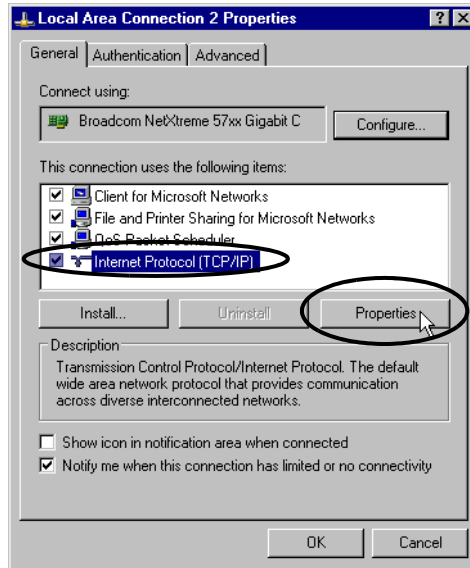 Local Area Connection 2 Properties
General Authentication Advanced
Connect using:
Broadcom NetXtreme 57xx Gigabit C Configure...
This connection uses the following items:
Client for Microsoft Networks
File and Printer Sharing for Microsoft Networks
QoS Packet Scheduler
Internet Protocol (TCP/IP)
Install... Uninstall Properties
Description
Transmission Control Protocol/Internet Protocol. The default
wide area network protocol that provides communication
across diverse interconnected networks.
Show icon in notification area when connected
Notify me when this connection has limited or no connectivity
OK Cancel